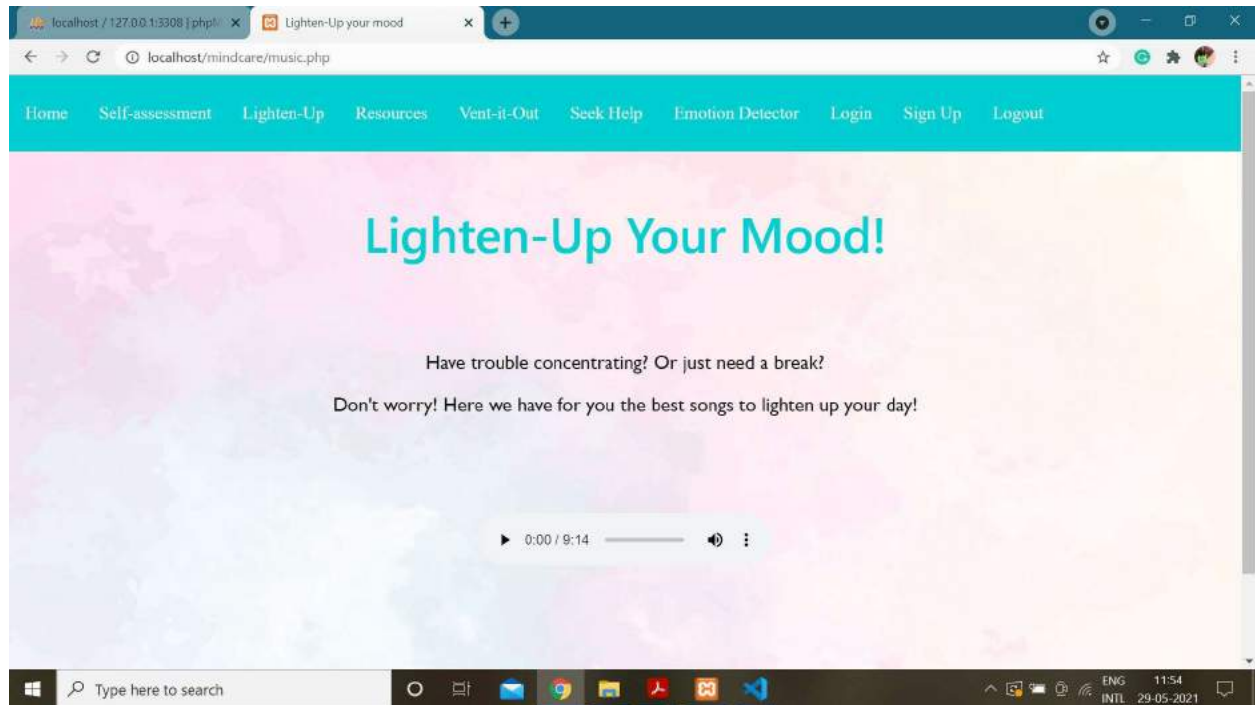 localhost / 127.0.0.1:3308 | phpM
Lighten-Up your mood
localhost/mindcare/music.php
Home Self-assessment Lighten-Up Resources Vent-it-Out Seek Help Emotion Detector Login Sign Up Logout
Lighten-Up Your Mood!
Have trouble concentrating? Or just need a break?
Don't worry! Here we have for you the best songs to lighten up your day!
0:00 / 9:14
Type here to search
ENG 11:54
INTL 29-05-2021